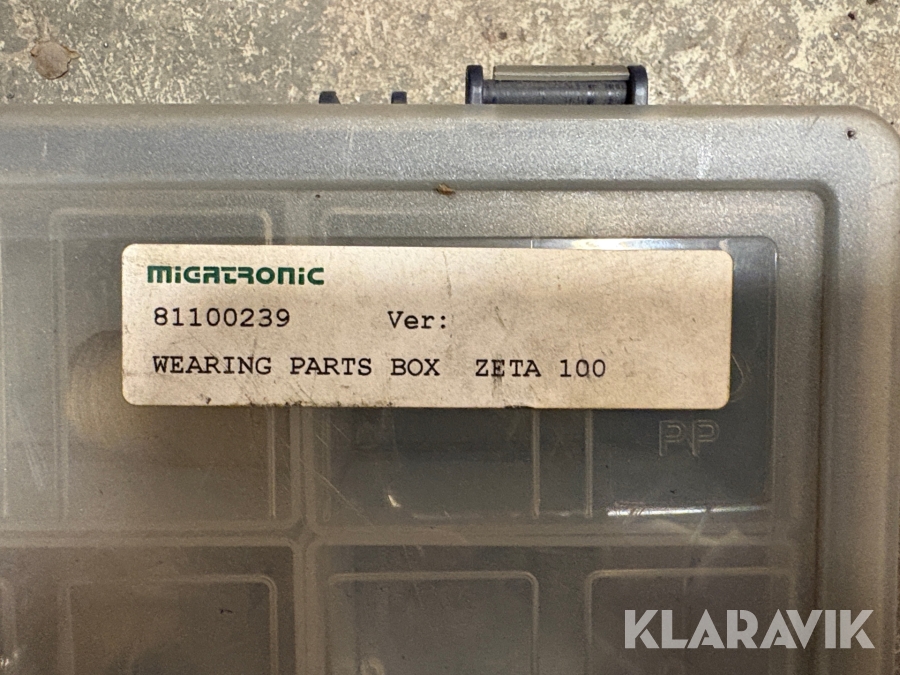 MiGATRONiC
81100239 Ver:
WEARING PARTS BOX ZETA 100
PP
KLARAVIK